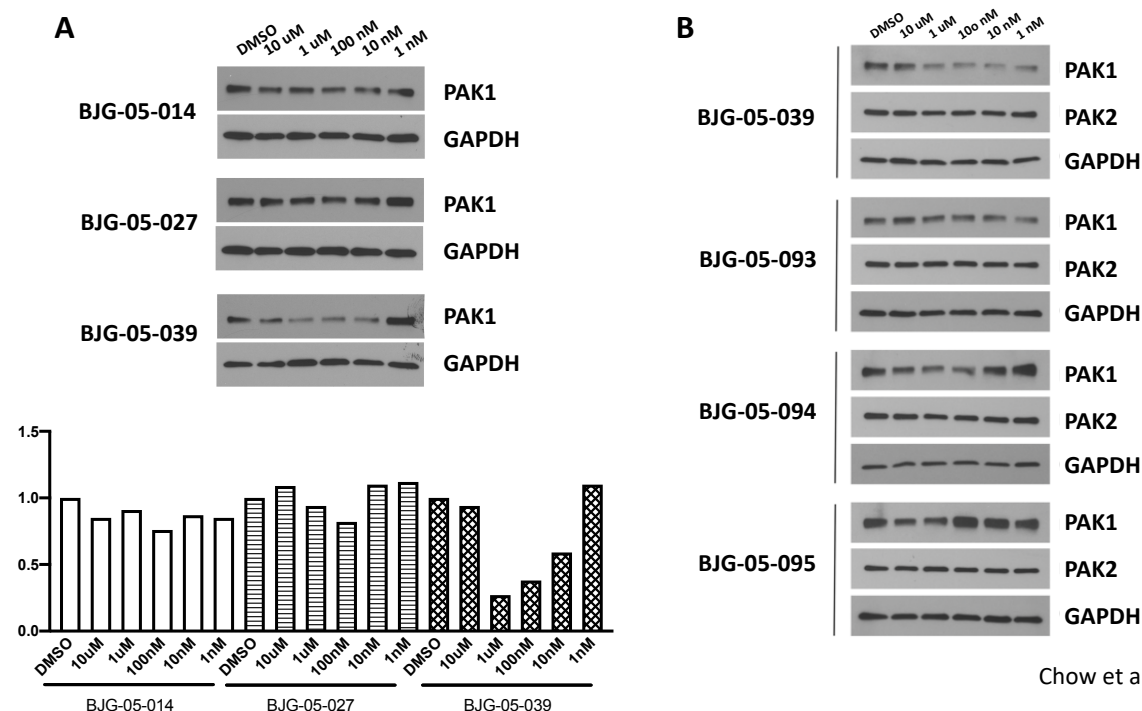 A
DMSO 10 uM 1 uM 100 nM 10 nM 1 nM
BJG-05-014
PAK1
GAPDH
BJG-05-027
PAK1
GAPDH
BJG-05-039
PAK1
GAPDH
1.5
1.0
0.5
0.0
DMSO 10uM 1uM 100nM 10nM 1nM DMSO 10uM 1uM 100nM 10nM 1nM DMSO 10uM 1uM 100nM 10nM 1nM
BJG-05-014 BJG-05-027 BJG-05-039
B
DMSO 10 uM 1 uM 10o nM 10 nM 1 nM
BJG-05-039
PAK1
PAK2
GAPDH
BJG-05-093
PAK1
PAK2
GAPDH
BJG-05-094
PAK1
PAK2
GAPDH
BJG-05-095
PAK1
PAK2
GAPDH
Chow et a